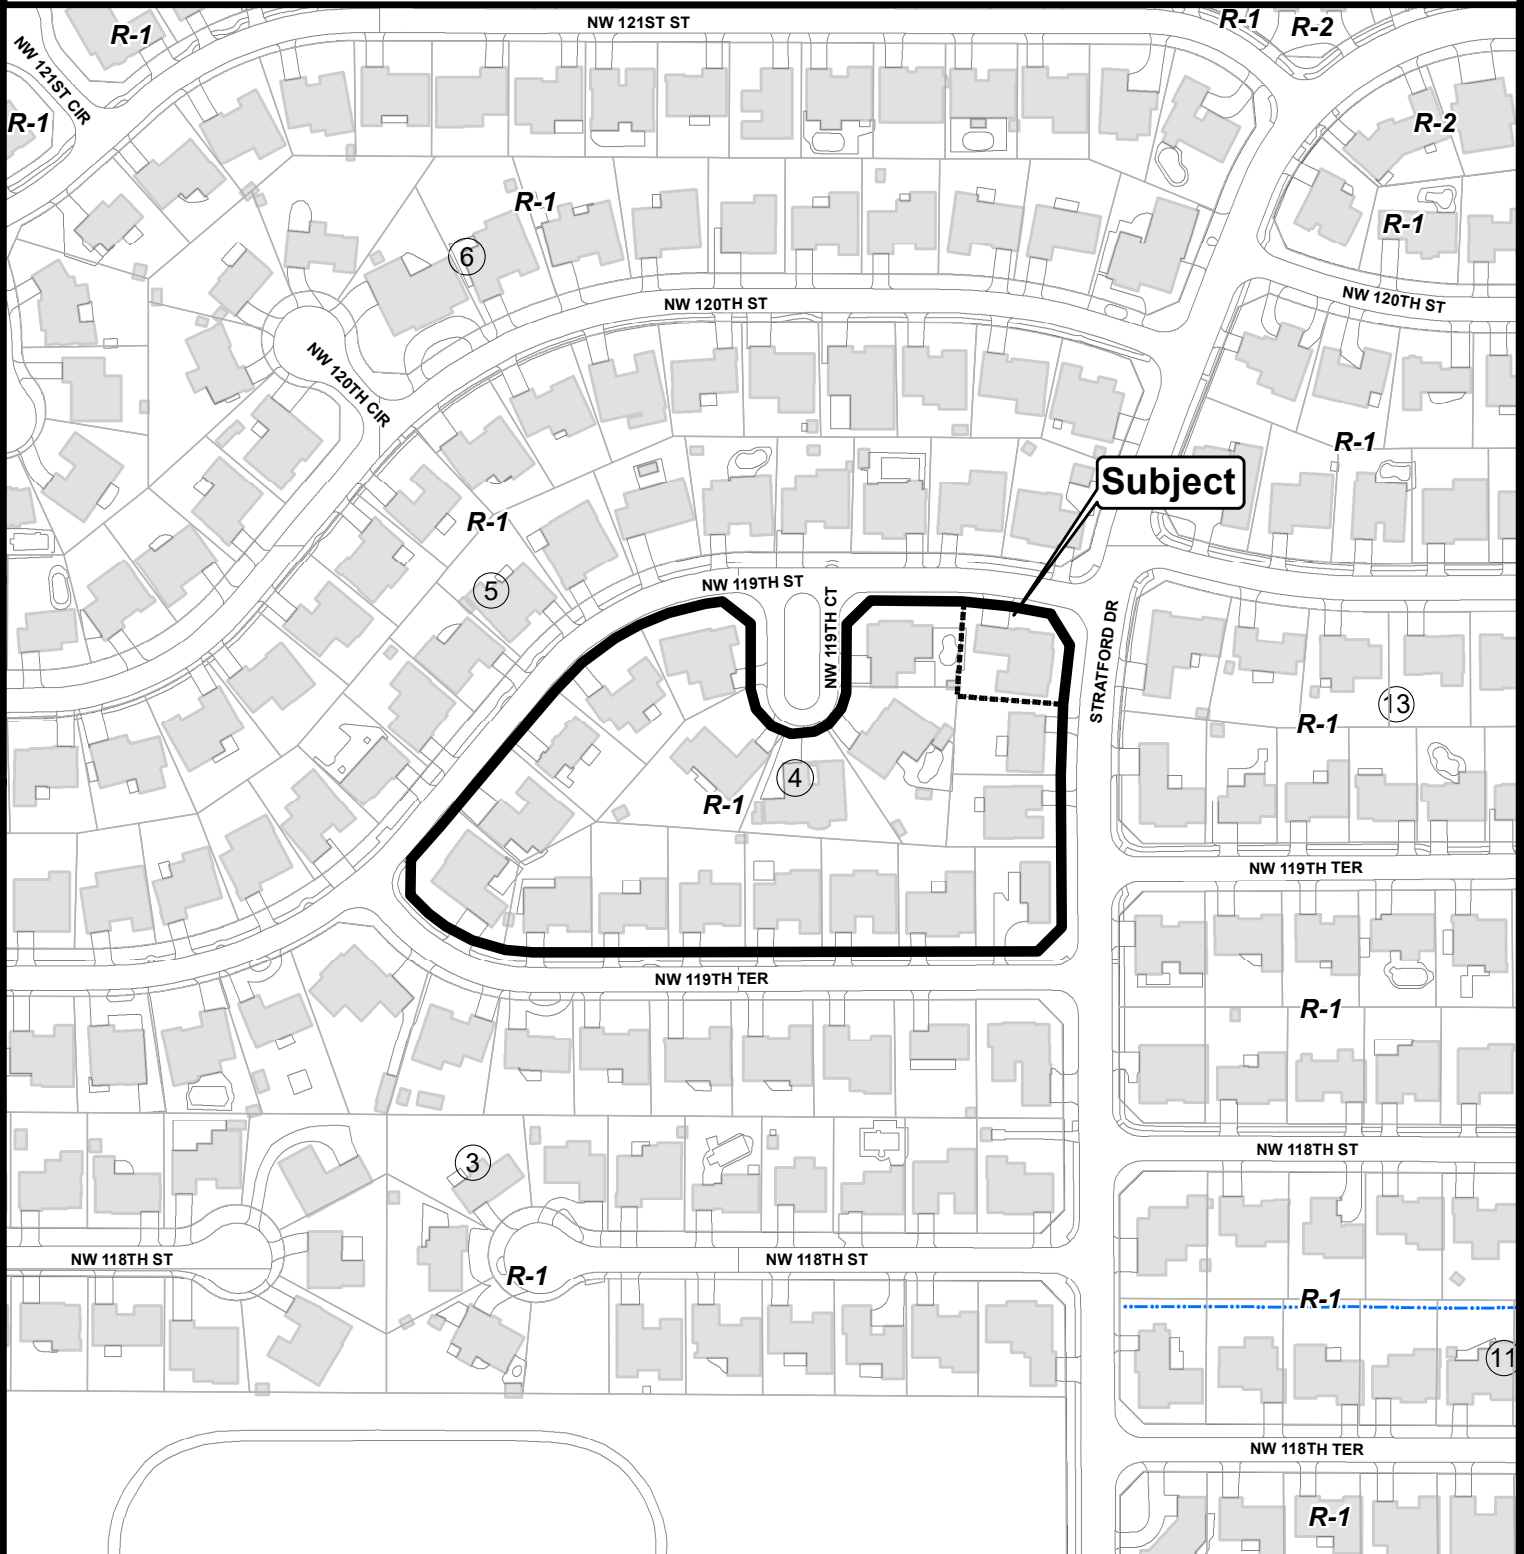 NW 121ST ST
R-1
R-1
R-2
NW 121ST CIR
R-1
R-2
R-1
R-1
6
NW 120TH ST
NW 120TH ST
NW 120TH CIR
R-1
Subject
R-1
5
NW 119TH ST
NW 119TH CT
STRATFORD DR
13
R-1
4
R-1
NW 119TH TER
NW 119TH TER
R-1
NW 118TH ST
3
NW 118TH ST
NW 118TH ST
R-1
R-1
11
NW 118TH TER
R-1